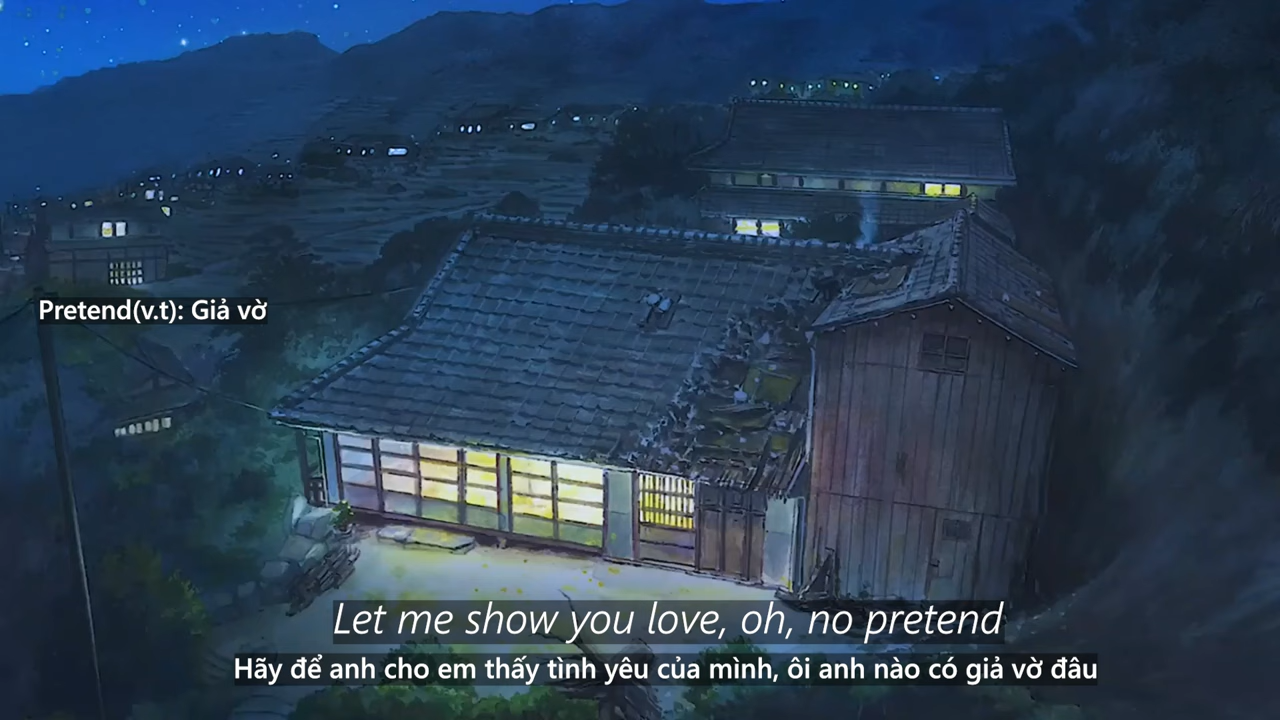 Pretend(v.t): Giả vờ
Let me show you love, oh, no pretend
Hãy để anh cho em thấy tình yêu của mình, ôi anh nào có giả vờ đâu